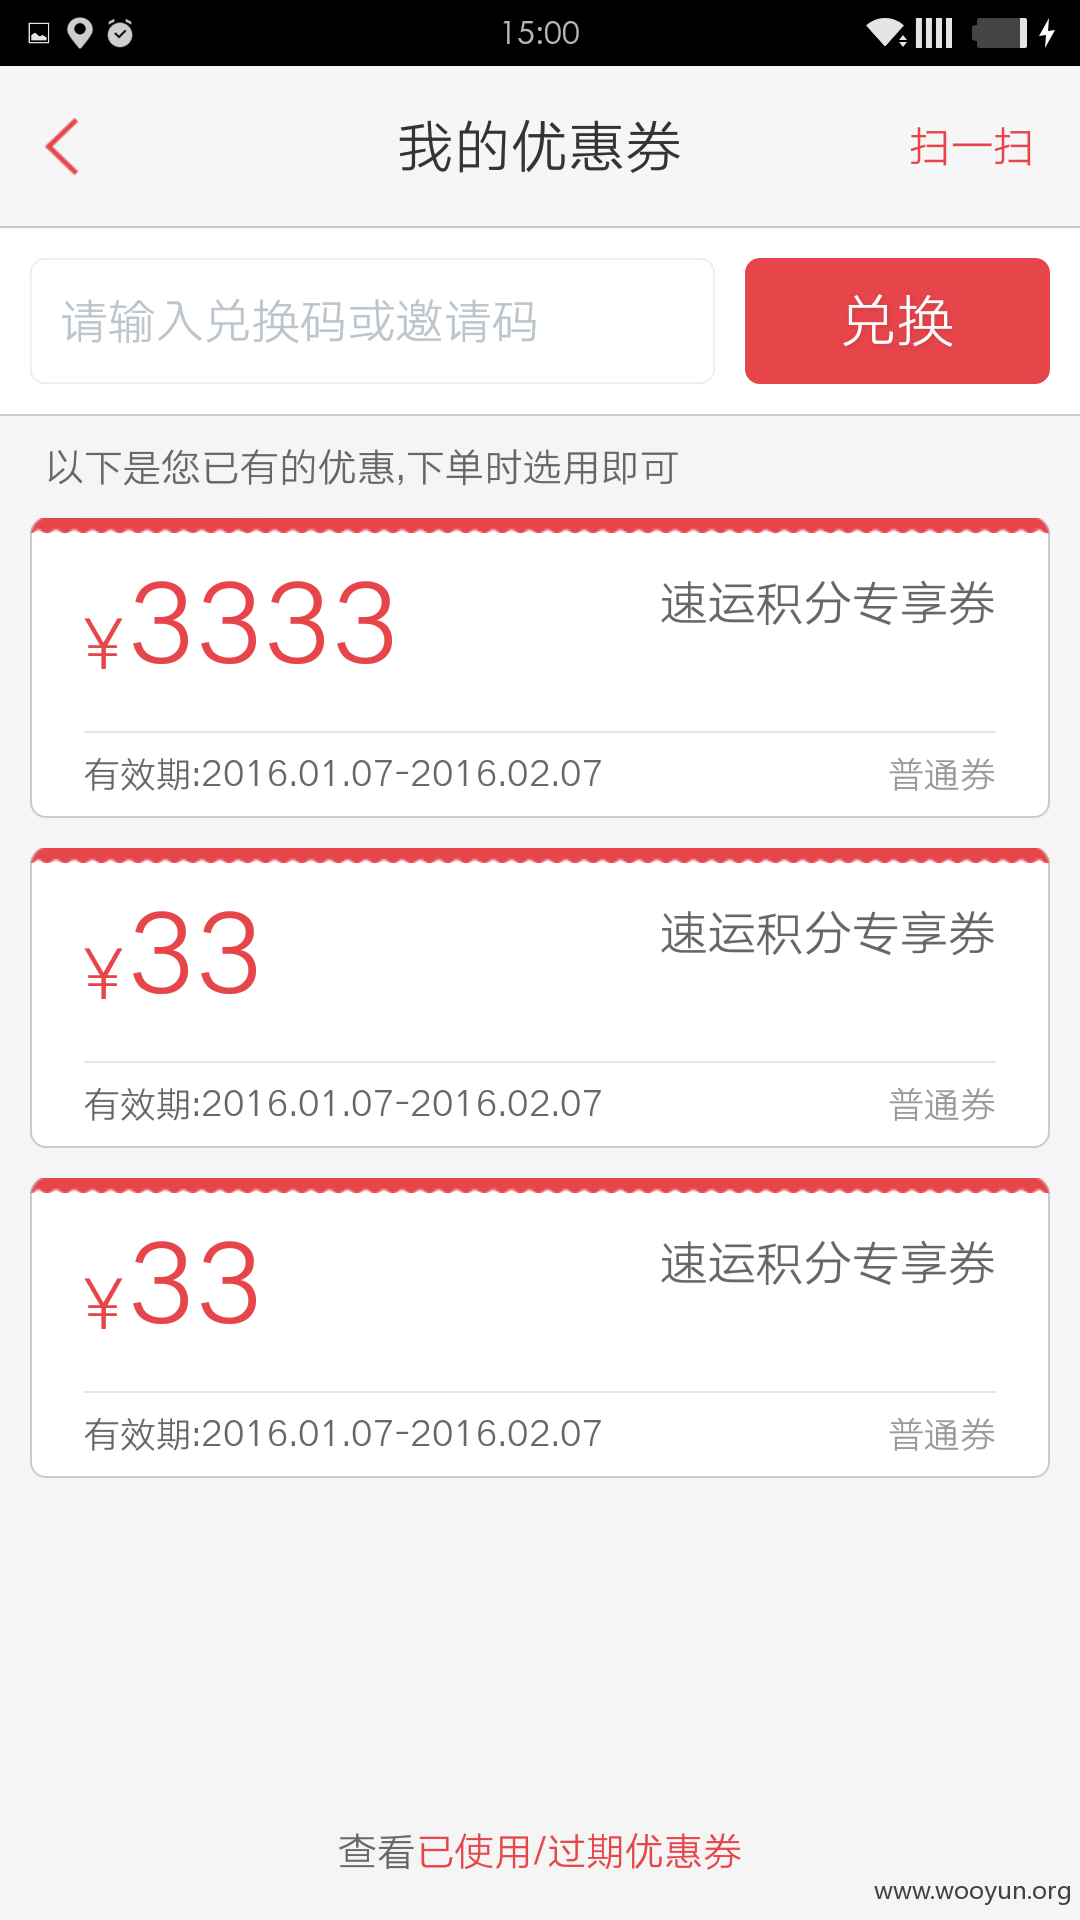 15:00
我的优惠券
扫一扫
请输入兑换码或邀请码
兑换
以下是您已有的优惠,下单时选用即可
¥3333
速运积分专享券
有效期:2016.01.07-2016.02.07
普通券
¥33
速运积分专享券
有效期:2016.01.07-2016.02.07
普通券
¥33
速运积分专享券
有效期:2016.01.07-2016.02.07
普通券
查看已使用/过期优惠券
www.wooyun.org